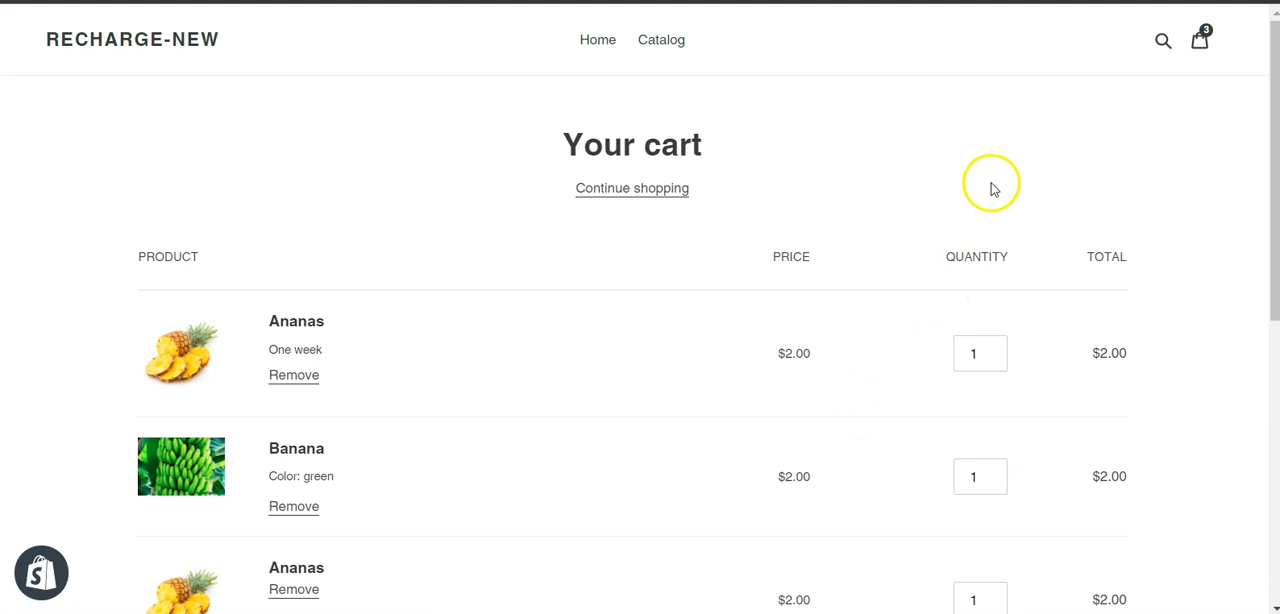 RECHARGE-NEW
Home Catalog
3
Your cart
Continue shopping
PRODUCT PRICE QUANTITY TOTAL
Ananas
One week
Remove
$2.00 1 $2.00
Banana
Color: green
Remove
$2.00 1 $2.00
Ananas
Remove
$2.00 1 $2.00
S